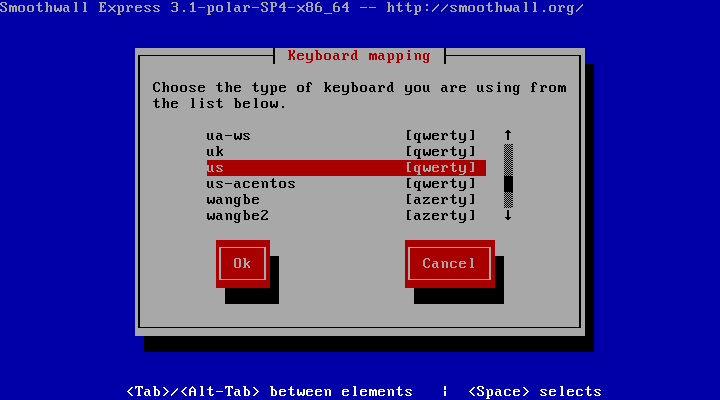 Smoothwall Express 3.1-polar-SP4-x86_64 -- http://smoothwall.org/
Keyboard mapping
Choose the type of keyboard you are using from
the list below.
ua-ws [qwerty] ↑
uk [qwerty]
us [qwerty]
us-acentos [qwerty]
wangbe [azerty]
wangbe2 [azerty] ↓
Ok Cancel
<Tab>/<Alt-Tab> between elements | <Space> selects